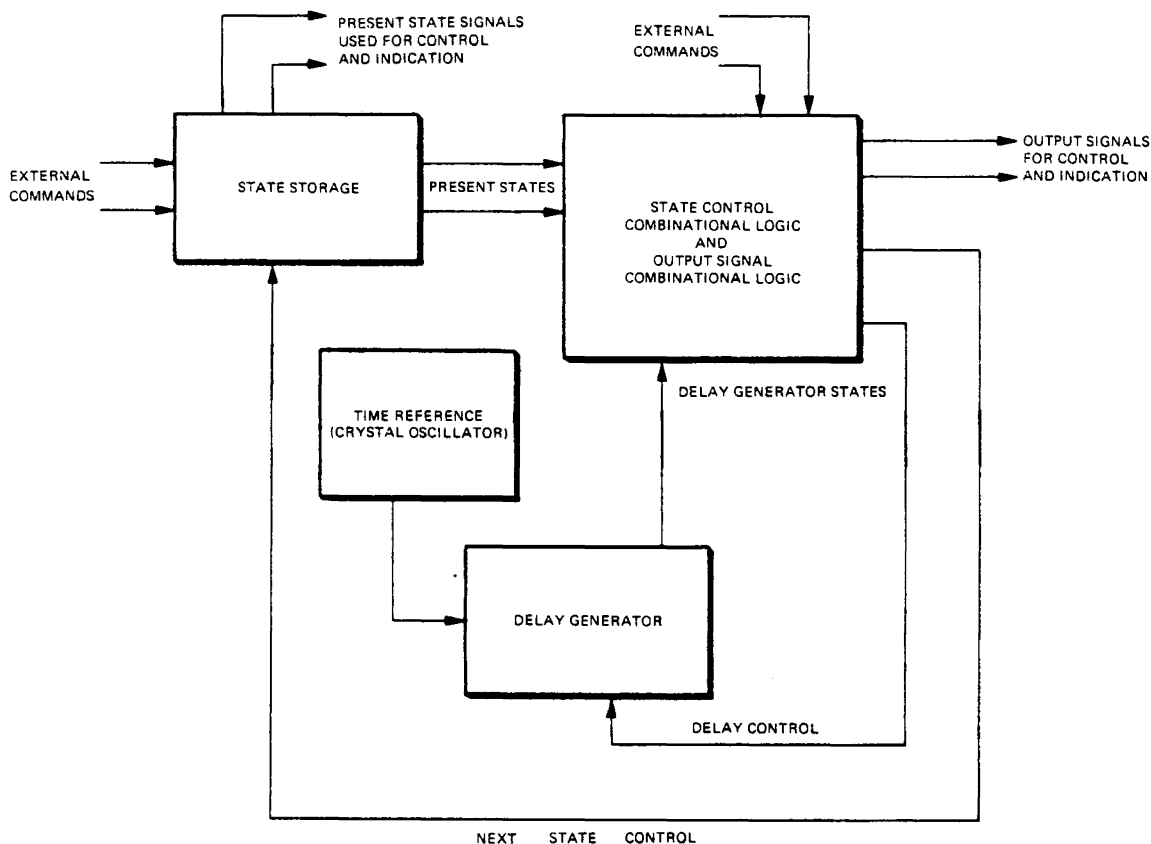 PRESENT STATE SIGNALS
USED FOR CONTROL
AND INDICATION
EXTERNAL
COMMANDS
EXTERNAL
COMMANDS
STATE STORAGE
PRESENT STATES
STATE CONTROL
COMBINATIONAL LOGIC
AND
OUTPUT SIGNAL
COMBINATIONAL LOGIC
OUTPUT SIGNALS
FOR CONTROL
AND INDICATION
TIME REFERENCE
(CRYSTAL OSCILLATOR)
DELAY GENERATOR STATES
DELAY GENERATOR
DELAY CONTROL
NEXT STATE CONTROL